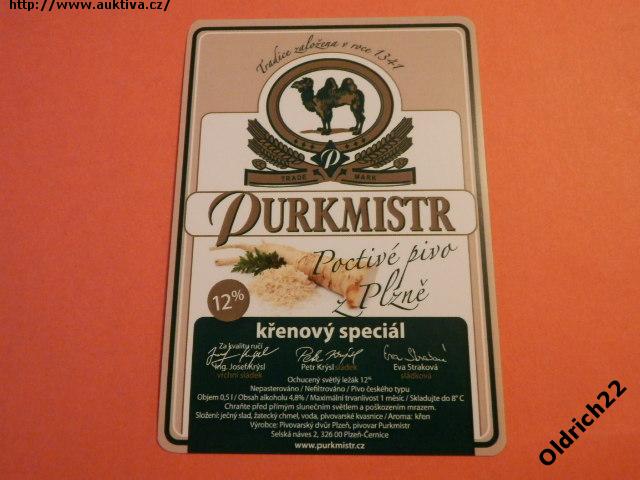 http://www.auktiva.cz/
Tradice založena v roce 1341
P
TRADE MARK
PURKMISTR
Poctivé pivo
z Plzně
12%
křenový speciál
Za kvalitu ručí
Ing. Josef Krýsl Petr Krýsl sládek Eva Straková
vrchní sládek sládková
Ochucený světlý ležák 12%
Nepasterováno / Nefiltrováno / Pivo českého typu
Objem 0,5 l / Obsah alkoholu 4,8% / Maximální trvanlivost 1 měsíc / Skladujte do 8° C
Chraňte před přímým slunečním světlem a poškozením mrazem.
Složení: ječný slad, žatecký chmel, voda, pivovarské kvasnice / Aroma: křen
Výrobce: Pivovarský dvůr Plzeň, pivovar Purkmistr
Selská náves 2, 326 00 Plzeň-Černice
www.purkmistr.cz
Oldrich22